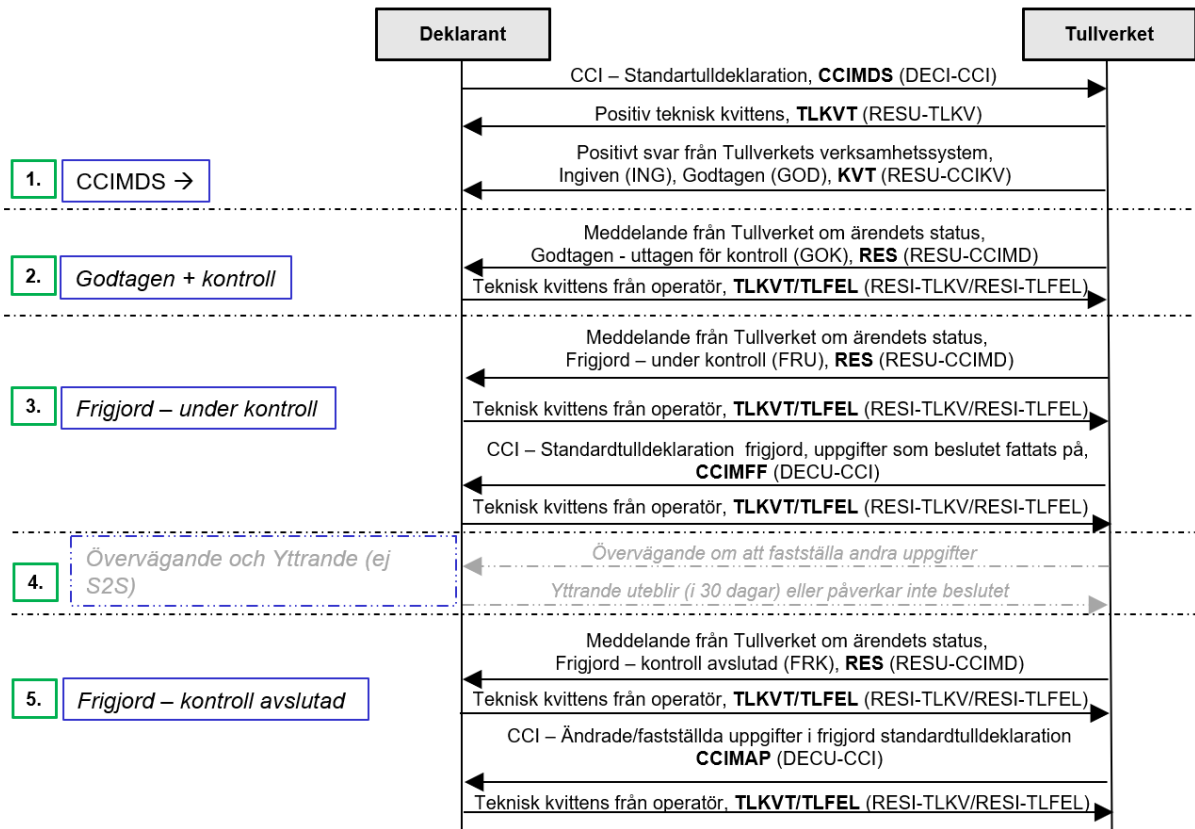 Deklarant
Tullverket
CCI – Standartulldeklaration, CCIMDS (DECI-CCI)
Positiv teknisk kvittens, TLKVT (RESU-TLKV)
Positivt svar från Tullverkets verksamhetssystem,
Ingiven (ING), Godtagen (GOD), KVT (RESU-CCIKV)
1.
CCIMDS →
Meddelande från Tullverket om ärendets status,
Godtagen - uttagen för kontroll (GOK), RES (RESU-CCIMD)
2.
Godtagen + kontroll
Teknisk kvittens från operatör, TLKVT/TLFEL (RESI-TLKV/RESI-TLFEL)
Meddelande från Tullverket om ärendets status,
Frigjord – under kontroll (FRU), RES (RESU-CCIMD)
3.
Frigjord – under kontroll
Teknisk kvittens från operatör, TLKVT/TLFEL (RESI-TLKV/RESI-TLFEL)
CCI – Standardtulldeklaration frigjord, uppgifter som beslutet fattats på,
CCIMFF (DECU-CCI)
Teknisk kvittens från operatör, TLKVT/TLFEL (RESI-TLKV/RESI-TLFEL)
4.
Övervägande och Yttrande (ej
S2S)
Övervägande om att fastställa andra uppgifter
Yttrande uteblir (i 30 dagar) eller påverkar inte beslutet
Meddelande från Tullverket om ärendets status,
Frigjord – kontroll avslutad (FRK), RES (RESU-CCIMD)
5.
Frigjord – kontroll avslutad
Teknisk kvittens från operatör, TLKVT/TLFEL (RESI-TLKV/RESI-TLFEL)
CCI – Ändrade/fastställda uppgifter i frigjord standardtulldeklaration
CCIMAP (DECU-CCI)
Teknisk kvittens från operatör, TLKVT/TLFEL (RESI-TLKV/RESI-TLFEL)